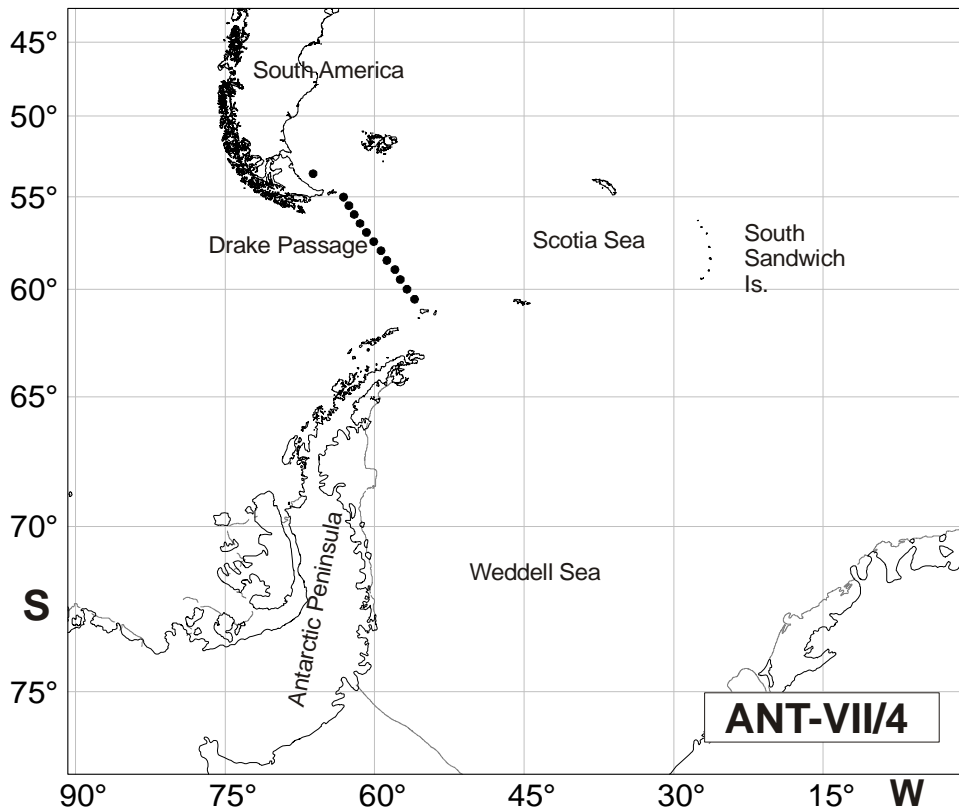 45°
South America
50°
55°
Drake Passage
Scotia Sea
South
Sandwich
Is.
60°
65°
70°
Antarctic Peninsula
Weddell Sea
S
75°
ANT-VII/4
90° 75° 60° 45° 30° 15° W